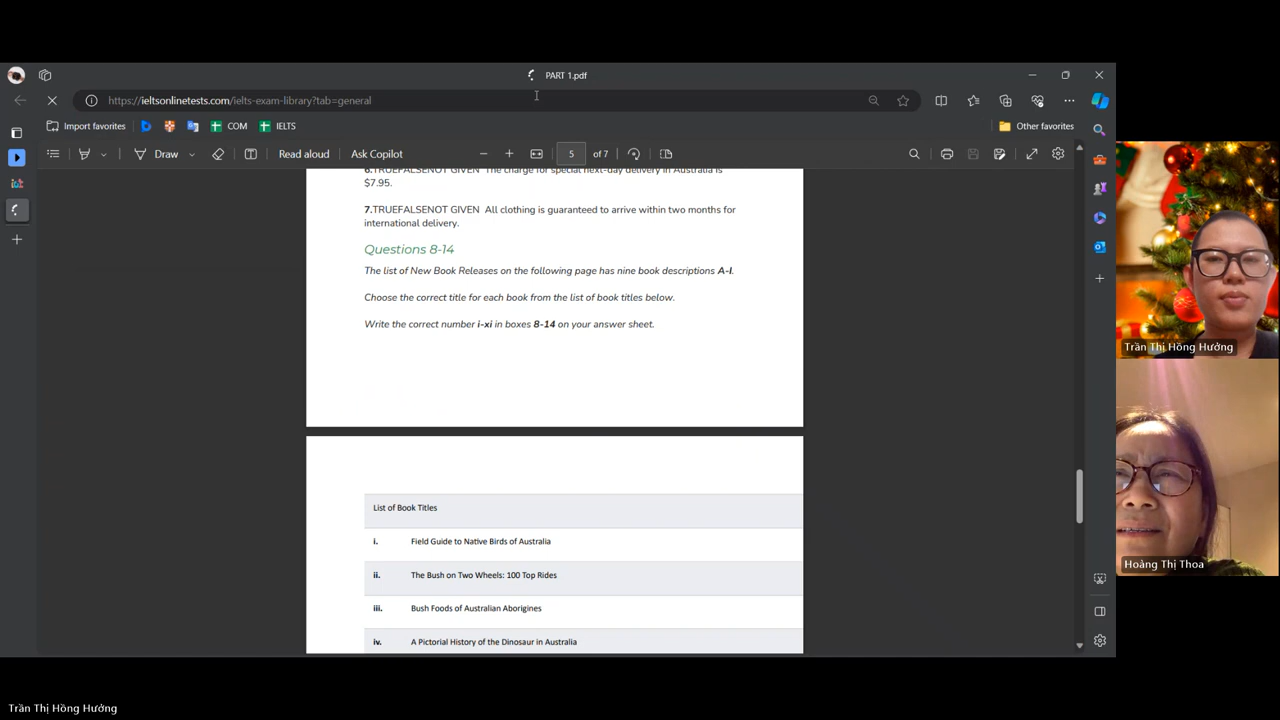 PART 1.pdf
https://ieltsonlinetests.com/ielts-exam-library?tab=general
Import favorites
COM
IELTS
Other favorites
Draw
Read aloud
Ask Copilot
5
of 7
6.TRUEFALSENOT GIVEN The charge for special next-day delivery in Australia is
$7.95.
7.TRUEFALSENOT GIVEN All clothing is guaranteed to arrive within two months for
international delivery.
Questions 8-14
The list of New Book Releases on the following page has nine book descriptions A-I.
Choose the correct title for each book from the list of book titles below.
Write the correct number i-xi in boxes 8-14 on your answer sheet.
List of Book Titles
i. Field Guide to Native Birds of Australia
ii. The Bush on Two Wheels: 100 Top Rides
iii. Bush Foods of Australian Aborigines
iv. A Pictorial History of the Dinosaur in Australia
Trần Thị Hồng Hưởng
Hoàng Thị Thoa
Trần Thị Hồng Hưởng